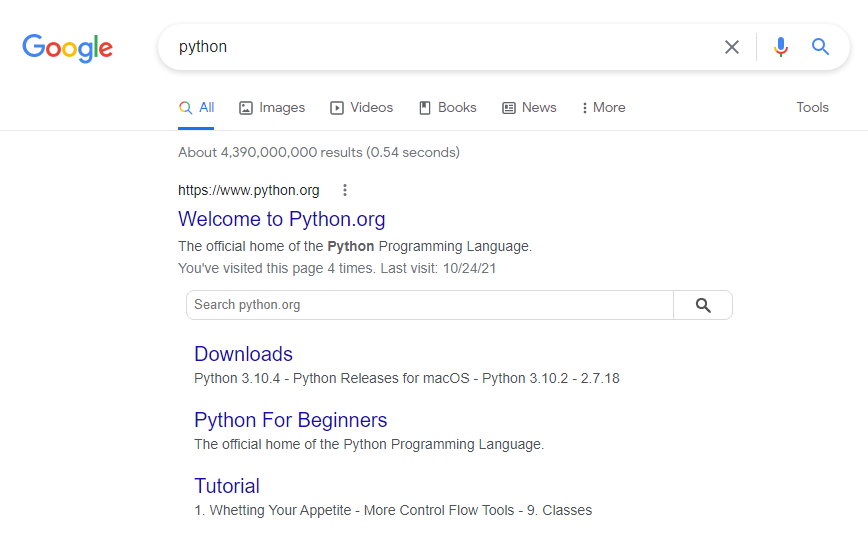 Google
python
All Images Videos Books News More Tools
About 4,390,000,000 results (0.54 seconds)
https://www.python.org
Welcome to Python.org
The official home of the Python Programming Language.
You've visited this page 4 times. Last visit: 10/24/21
Search python.org
Downloads
Python 3.10.4 - Python Releases for macOS - Python 3.10.2 - 2.7.18
Python For Beginners
The official home of the Python Programming Language.
Tutorial
1. Whetting Your Appetite - More Control Flow Tools - 9. Classes